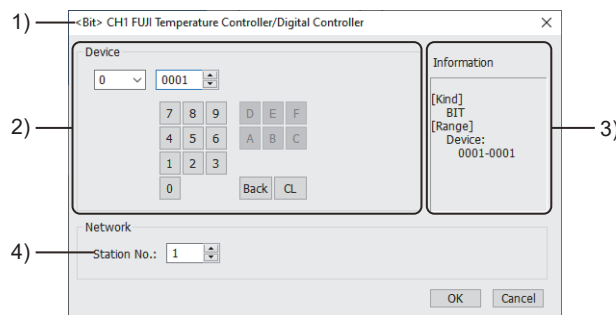 1)
<Bit> CH1 FUJI Temperature Controller/Digital Controller
Device
0 0001
2)
7 8 9 D E F
4 5 6 A B C
1 2 3
0 Back CL
Information
[Kind]
BIT
[Range]
Device:
0001-0001
3)
Network
4)
Station No.: 1
OK Cancel